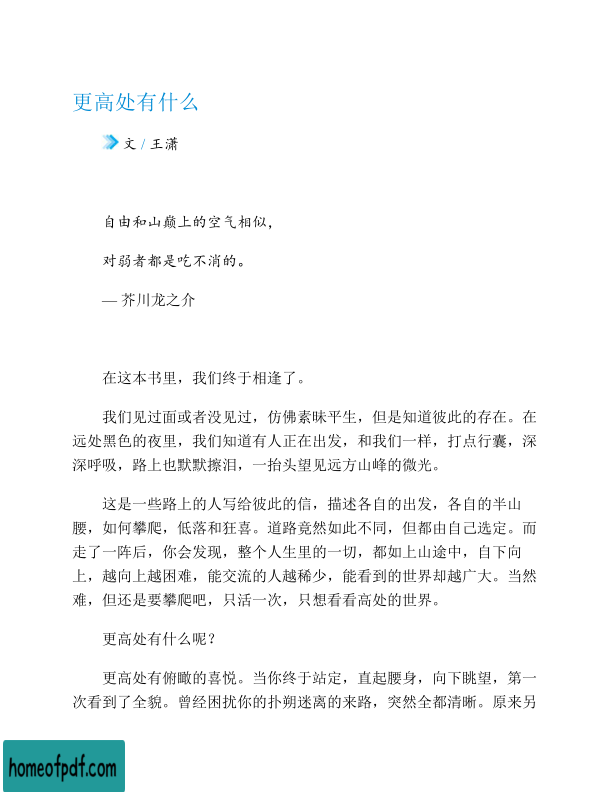 更高处有什么
文 / 王潇
自由和山巅上的空气相似，
对弱者都是吃不消的。
— 芥川龙之介
在这本书里，我们终于相逢了。
我们见过面或者没见过，仿佛素昧平生，但是知道彼此的存在。在
远处黑色的夜里，我们知道有人正在出发，和我们一样，打点行囊，深
深呼吸，路上也默默擦泪，一抬头望见远方山峰的微光。
这是一些路上的人写给彼此的信，描述各自的出发，各自的半山
腰，如何攀爬，低落和狂喜。道路竟然如此不同，但都由自己选定。而
走了一阵后，你会发现，整个人生里的一切，都如上山途中，自下向
上，越向上越困难，能交流的人越稀少，能看到的世界却越广大。当然
难，但还是要攀爬吧，只活一次，只想看看高处的世界。
更高处有什么呢？
更高处有俯瞰的喜悦。当你终于站定，直起腰身，向下眺望，第一
次看到了全貌。曾经困扰你的扑朔迷离的来路，突然全都清晰。原来另
homeofpdf.com